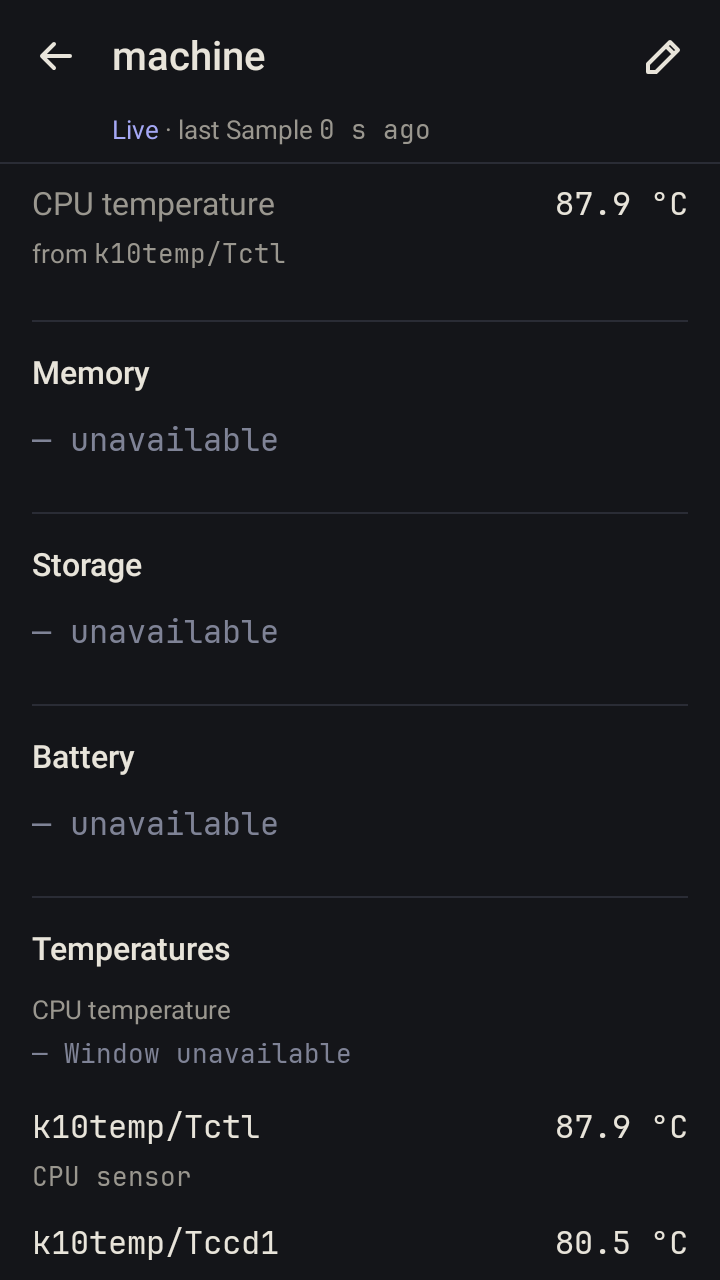 machine
Live · last Sample 0 s ago
CPU temperature 87.9 °C
from k10temp/Tctl
Memory
— unavailable
Storage
— unavailable
Battery
— unavailable
Temperatures
CPU temperature
— Window unavailable
k10temp/Tctl 87.9 °C
CPU sensor
k10temp/Tccd1 80.5 °C